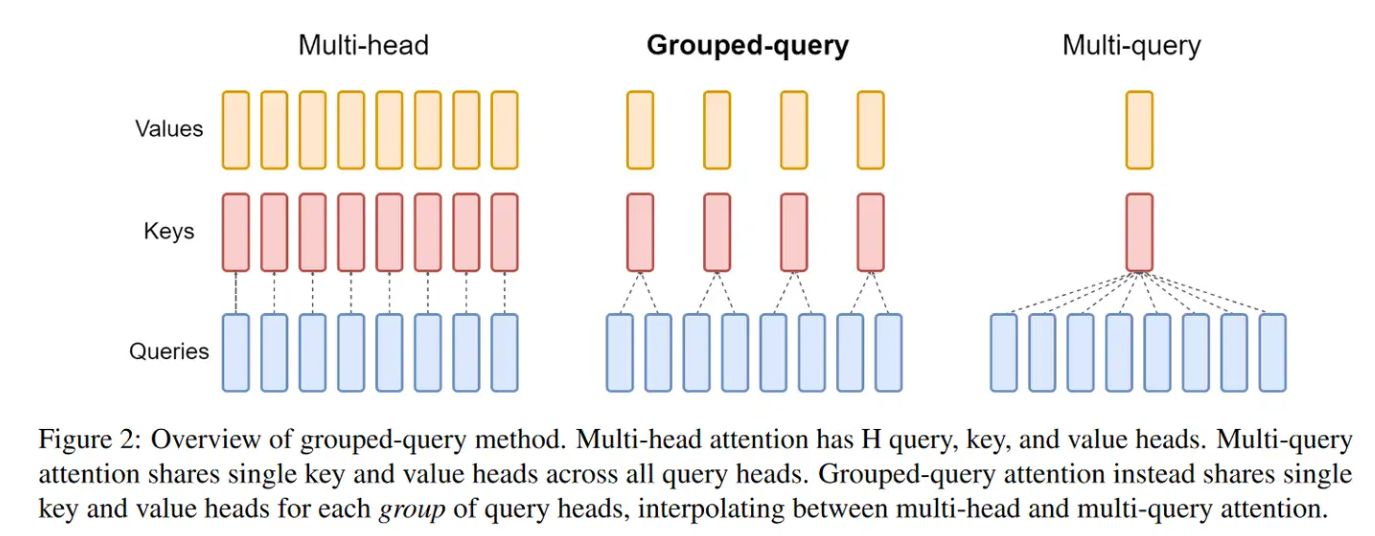 Multi-head
Grouped-query
Multi-query
Values
Keys
Queries
Figure 2: Overview of grouped-query method. Multi-head attention has H query, key, and value heads. Multi-query
attention shares single key and value heads across all query heads. Grouped-query attention instead shares single
key and value heads for each group of query heads, interpolating between multi-head and multi-query attention.